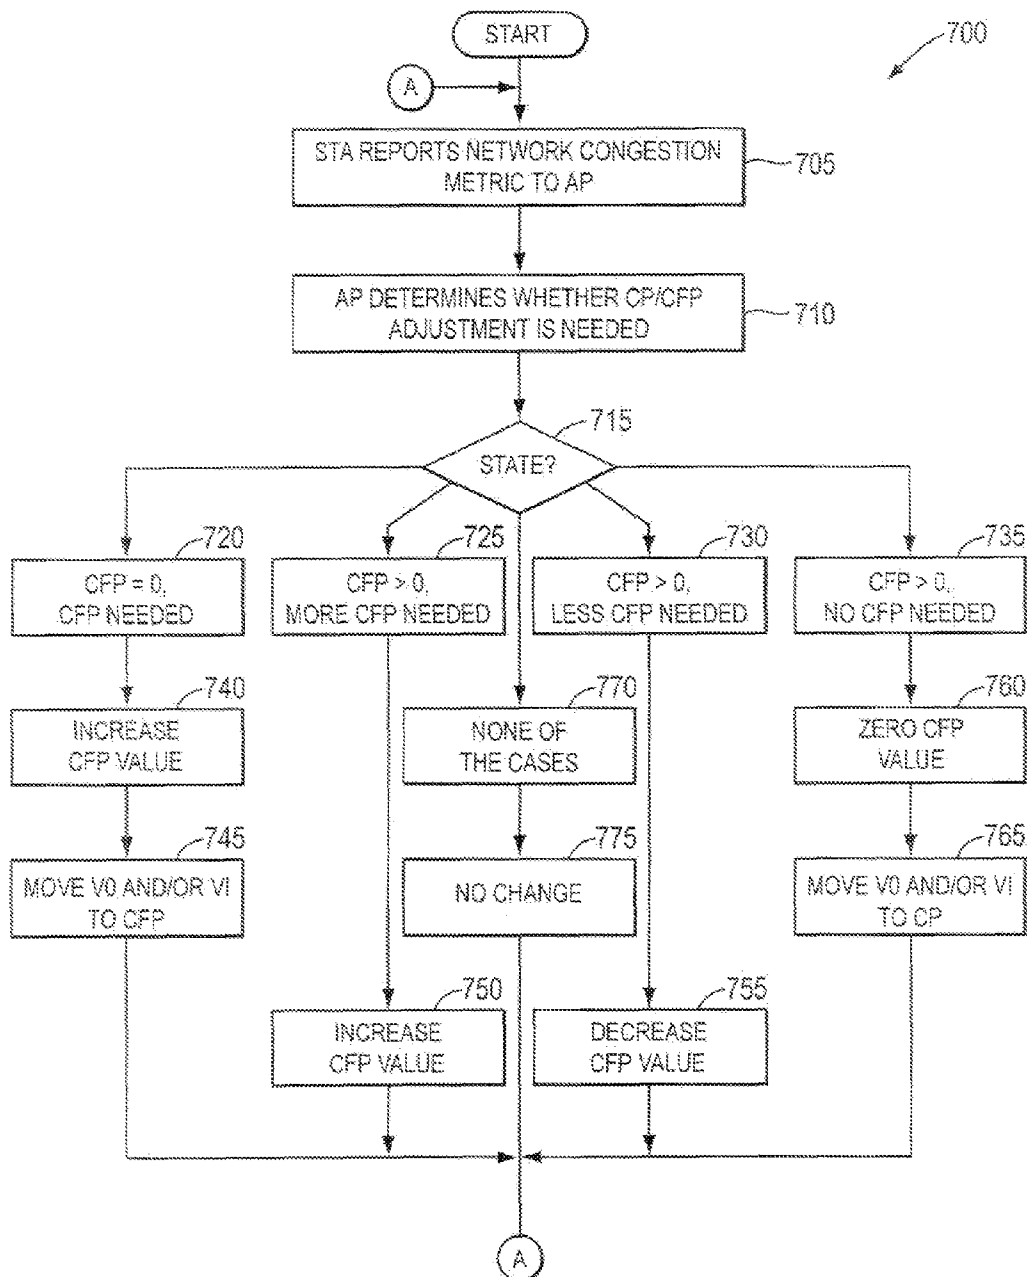 START
700
A
STA REPORTS NETWORK CONGESTION
METRIC TO AP
705
AP DETERMINES WHETHER CP/CFP
ADJUSTMENT IS NEEDED
710
715
STATE?
720
CFP = 0,
CFP NEEDED
725
CFP > 0,
MORE CFP NEEDED
730
CFP > 0,
LESS CFP NEEDED
735
CFP > 0,
NO CFP NEEDED
740
INCREASE
CFP VALUE
770
NONE OF
THE CASES
760
ZERO CFP
VALUE
745
MOVE V0 AND/OR VI
TO CFP
775
NO CHANGE
765
MOVE V0 AND/OR VI
TO CP
750
INCREASE
CFP VALUE
755
DECREASE
CFP VALUE
A